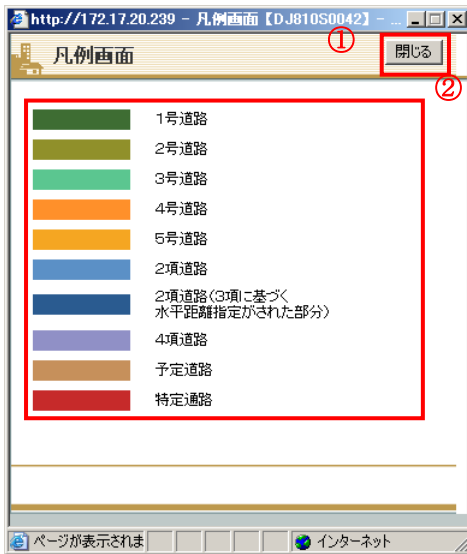 http://172.17.20.239 - 凡例画面【DJ810S0042】 - ...
①
凡例画面
閉じる
②
1号道路
2号道路
3号道路
4号道路
5号道路
2項道路
2項道路(3項に基づく
水平距離指定がされた部分)
4項道路
予定道路
特定通路
ページが表示されま
インターネット